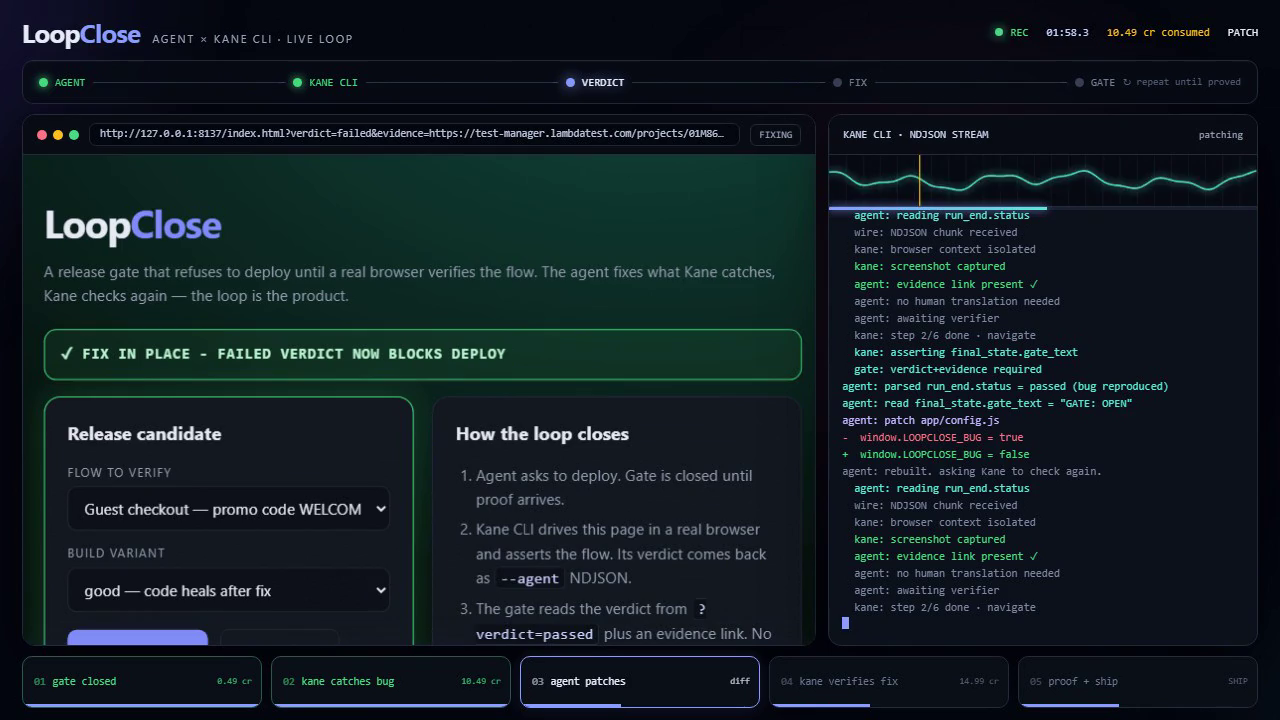 LoopClose AGENT × KANE CLI · LIVE LOOP
REC 01:58.3 10.49 cr consumed PATCH
AGENT KANE CLI VERDICT FIX GATE ↻ repeat until proved
http://127.0.0.1:8137/index.html?verdict=failed&evidence=https://test-manager.lambdatest.com/projects/01M86… FIXING
LoopClose
A release gate that refuses to deploy until a real browser verifies the flow. The agent fixes what Kane catches,
Kane checks again — the loop is the product.
✓ FIX IN PLACE - FAILED VERDICT NOW BLOCKS DEPLOY
Release candidate
FLOW TO VERIFY
Guest checkout — promo code WELCOM
BUILD VARIANT
good — code heals after fix
How the loop closes
1. Agent asks to deploy. Gate is closed until
proof arrives.
2. Kane CLI drives this page in a real browser
and asserts the flow. Its verdict comes back
as --agent NDJSON.
3. The gate reads the verdict from ?
verdict=passed plus an evidence link. No
KANE CLI · NDJSON STREAM patching
agent: reading run_end.status
wire: NDJSON chunk received
kane: browser context isolated
kane: screenshot captured
agent: evidence link present ✓
agent: no human translation needed
agent: awaiting verifier
kane: step 2/6 done · navigate
kane: asserting final_state.gate_text
gate: verdict+evidence required
agent: parsed run_end.status = passed (bug reproduced)
agent: read final_state.gate_text = "GATE: OPEN"
agent: patch app/config.js
- window.LOOPCLOSE_BUG = true
+ window.LOOPCLOSE_BUG = false
agent: rebuilt. asking Kane to check again.
agent: reading run_end.status
wire: NDJSON chunk received
kane: browser context isolated
kane: screenshot captured
agent: evidence link present ✓
agent: no human translation needed
agent: awaiting verifier
kane: step 2/6 done · navigate
01 gate closed 0.49 cr
02 kane catches bug 10.49 cr
03 agent patches diff
04 kane verifies fix 14.99 cr
05 proof + ship SHIP